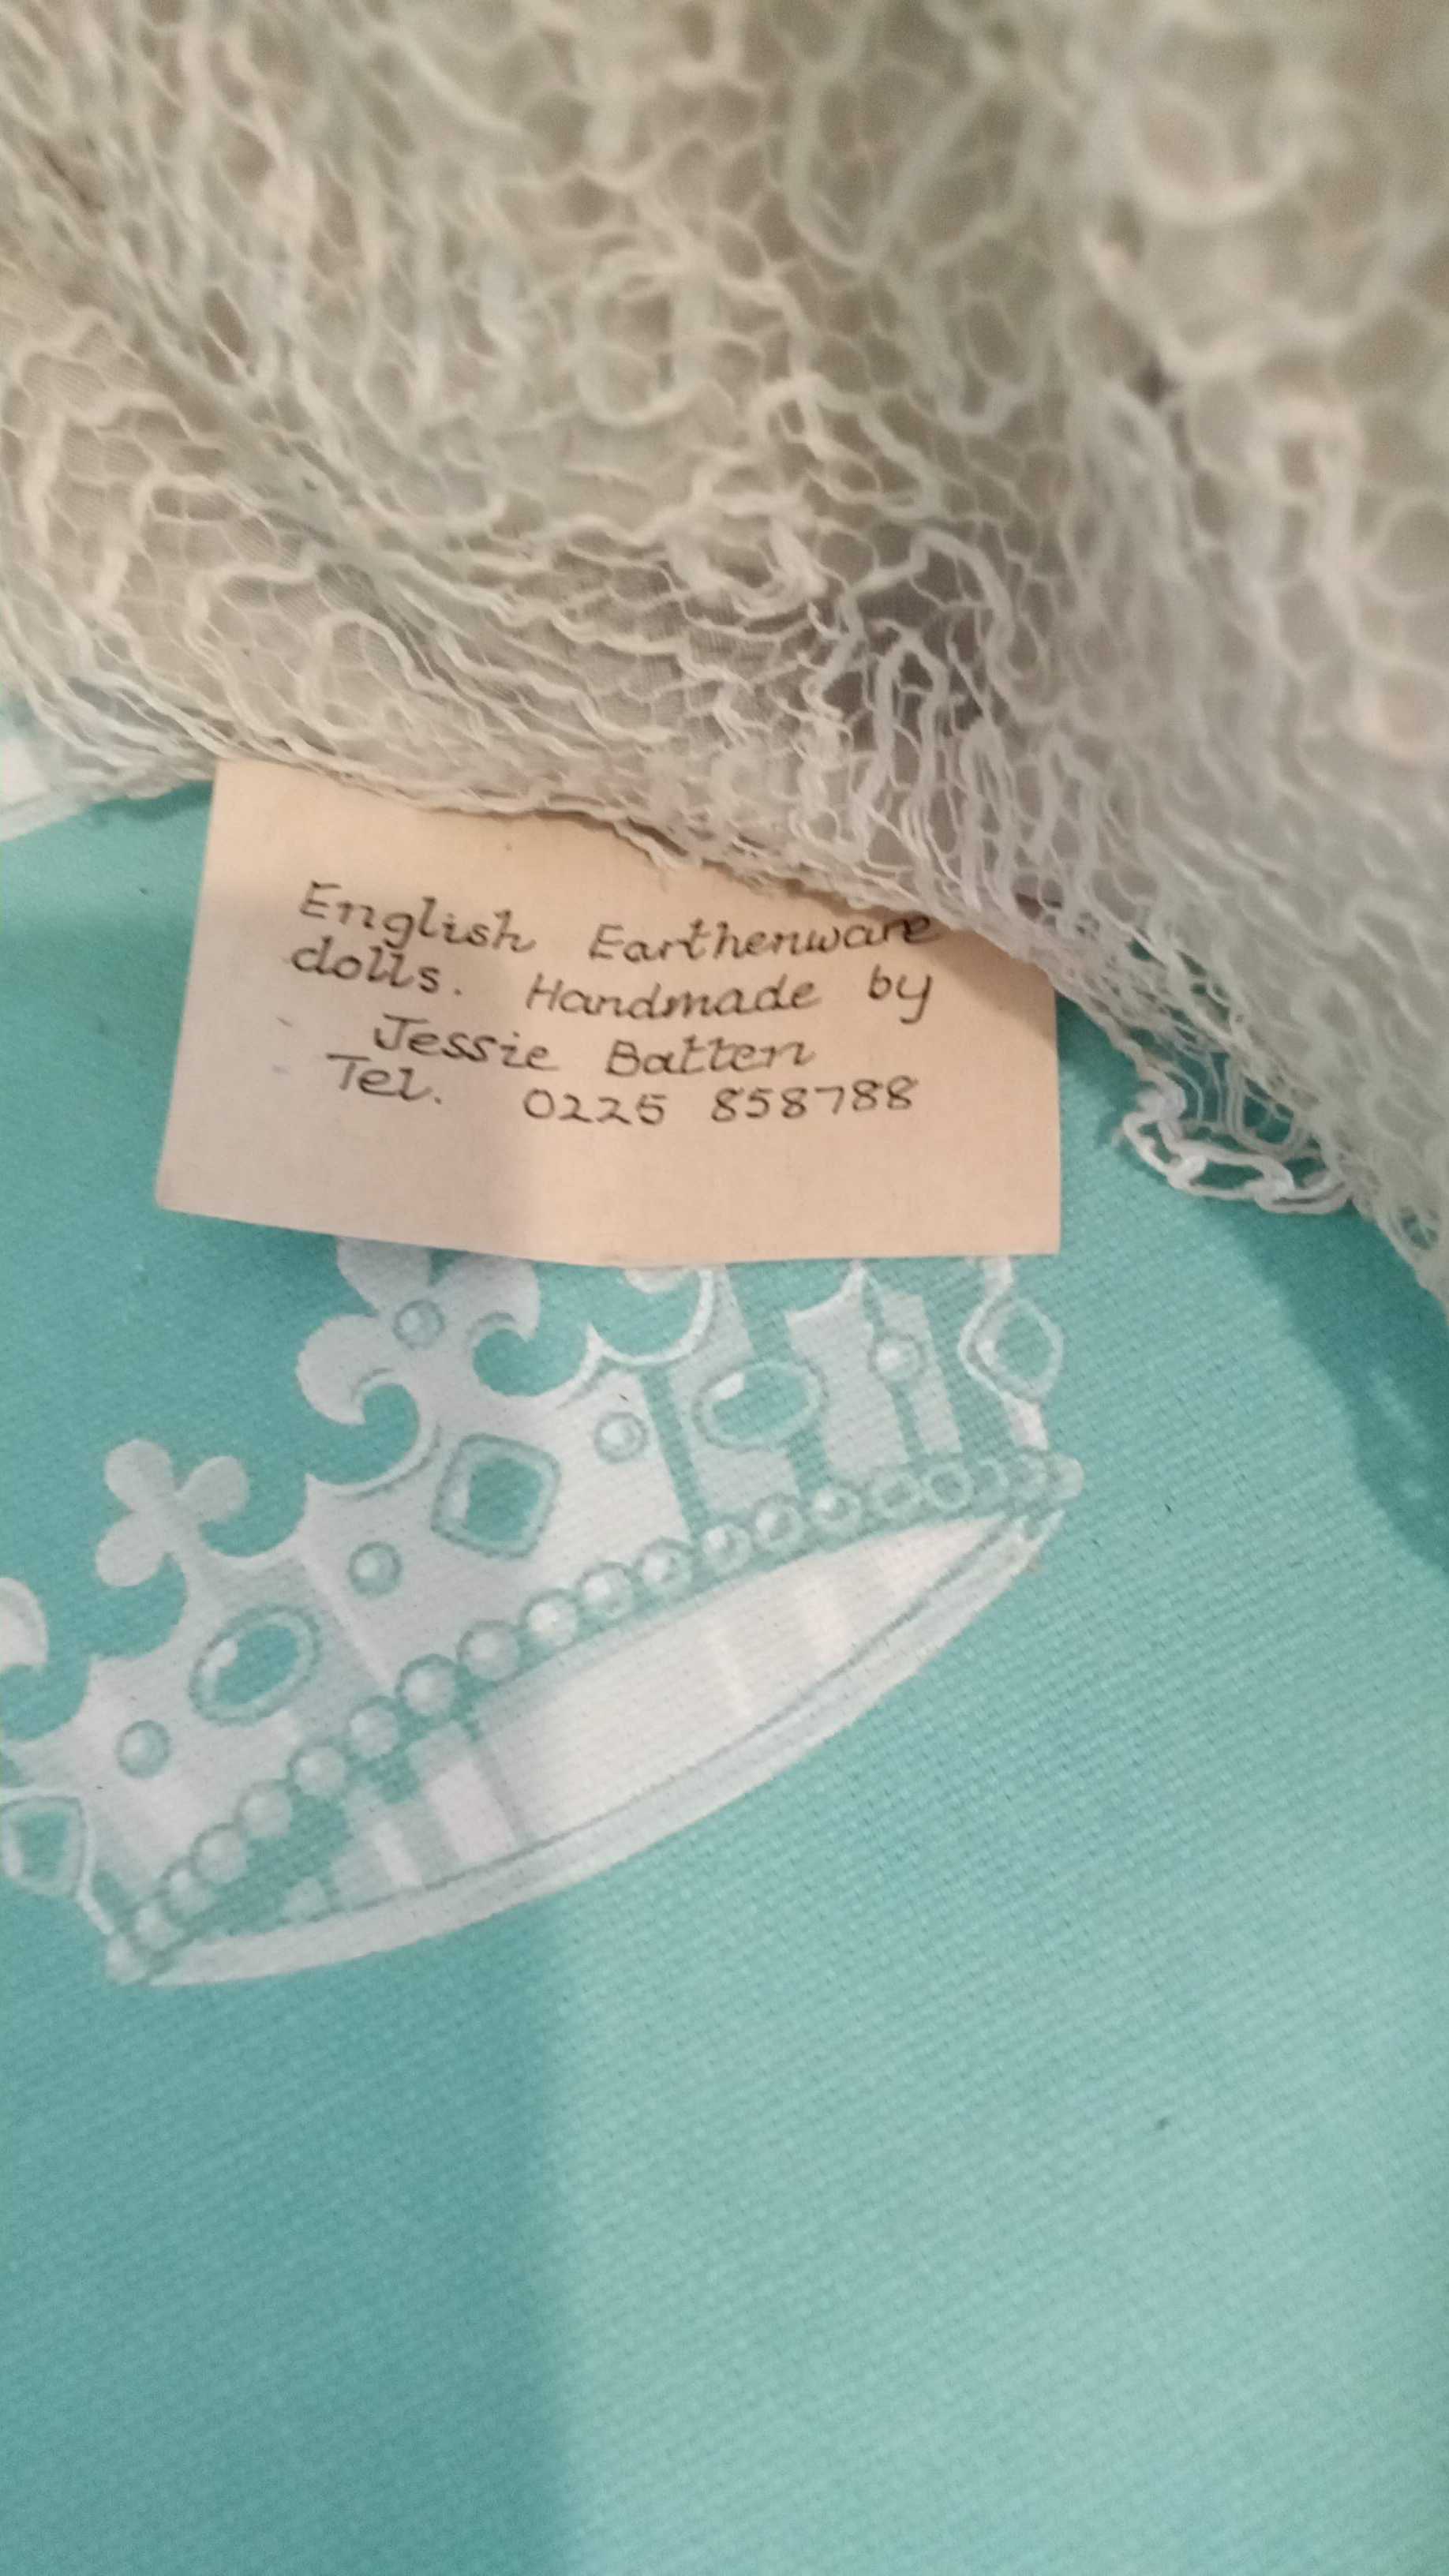 English Earthenware
dolls. Handmade by
Jessie Batten
Tel. 0225 858788